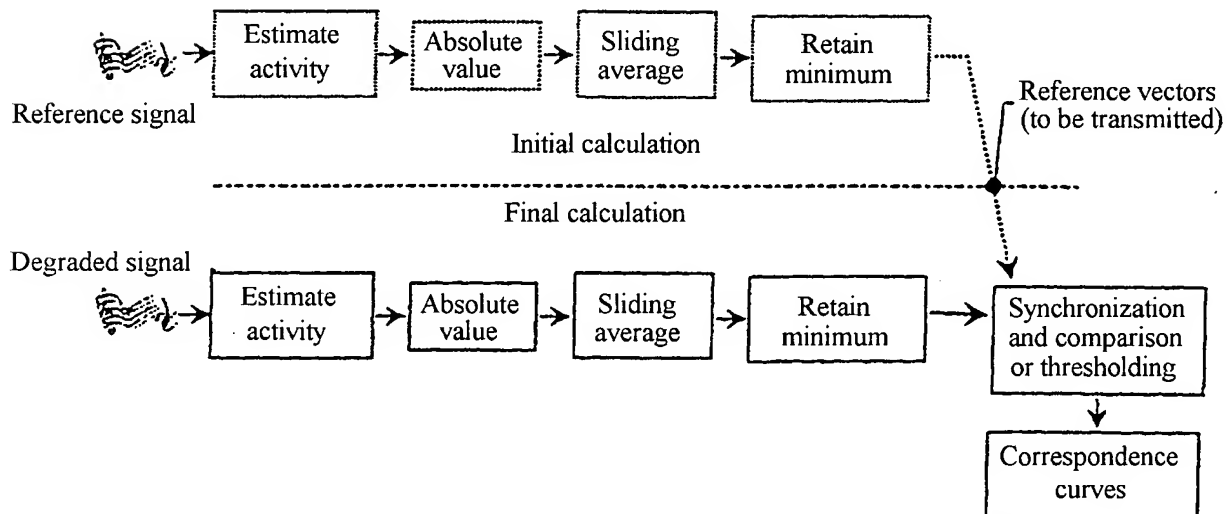 Estimate
activity
Absolute
value
Sliding
average
Retain
minimum
Reference signal
Reference vectors
(to be transmitted)
Initial calculation
Final calculation
Degraded signal
Estimate
activity
Absolute
value
Sliding
average
Retain
minimum
Synchronization
and comparison
or thresholding
Correspondence
curves